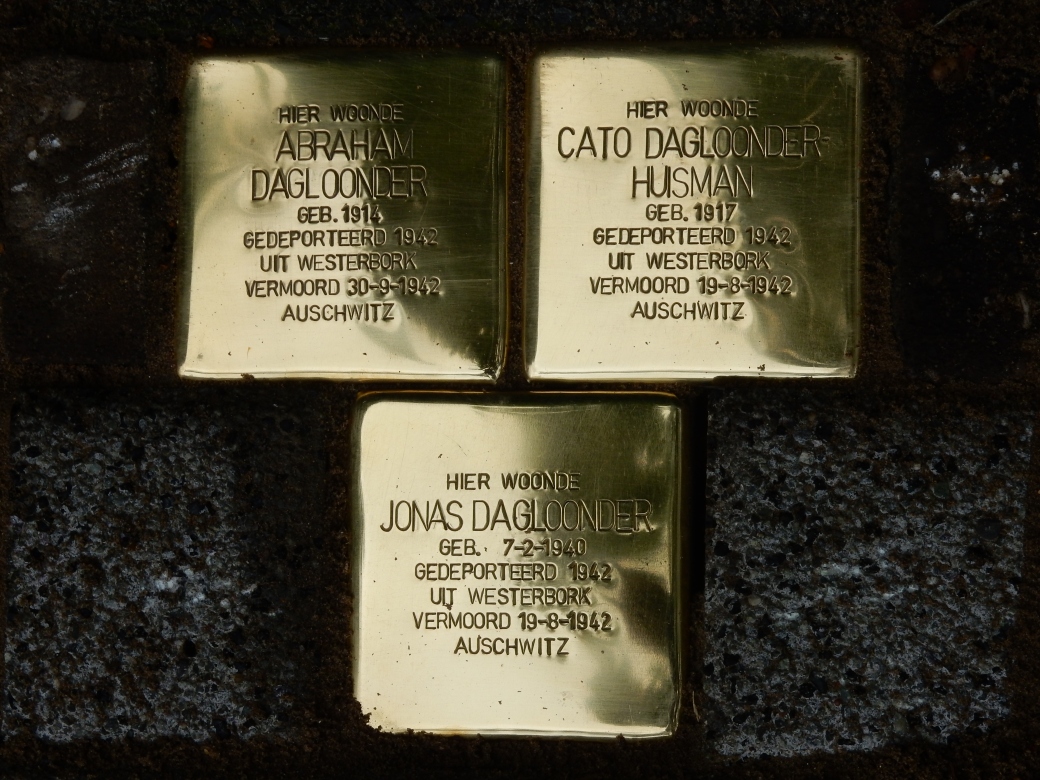 HIER WOONDE
ABRAHAM
DAGLOONDER
GEB. 1914
GEDEPORTEERD 1942
UIT WESTERBORK
VERMOORD 30-9-1942
AUSCHWITZ
HIER WOONDE
CATO DAGLOONDER-
HUISMAN
GEB. 1917
GEDEPORTEERD 1942
UIT WESTERBORK
VERMOORD 19-8-1942
AUSCHWITZ
HIER WOONDE
JONAS DAGLOONDER
GEB. 7-2-1940
GEDEPORTEERD 1942
UIT WESTERBORK
VERMOORD 19-8-1942
AUSCHWITZ